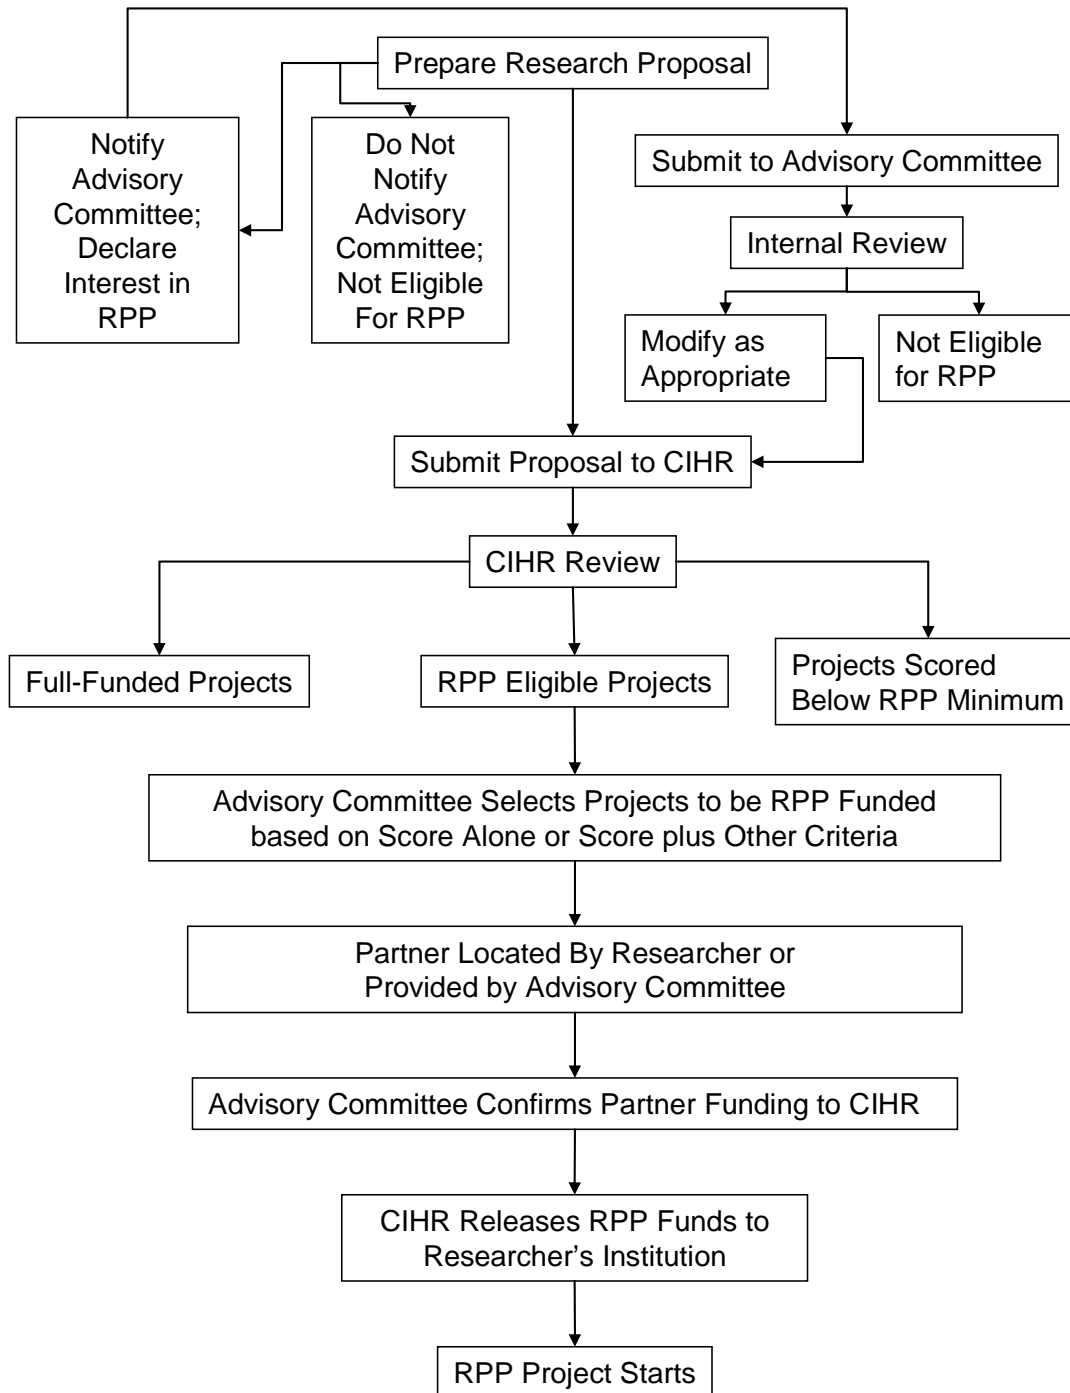 Prepare Research Proposal
Notify
Advisory
Committee;
Declare
Interest in
RPP
Do Not
Notify
Advisory
Committee;
Not Eligible
For RPP
Submit to Advisory Committee
Internal Review
Modify as
Appropriate
Not Eligible
for RPP
Submit Proposal to CIHR
CIHR Review
Full-Funded Projects
RPP Eligible Projects
Projects Scored
Below RPP Minimum
Advisory Committee Selects Projects to be RPP Funded
based on Score Alone or Score plus Other Criteria
Partner Located By Researcher or
Provided by Advisory Committee
Advisory Committee Confirms Partner Funding to CIHR
CIHR Releases RPP Funds to
Researcher’s Institution
RPP Project Starts